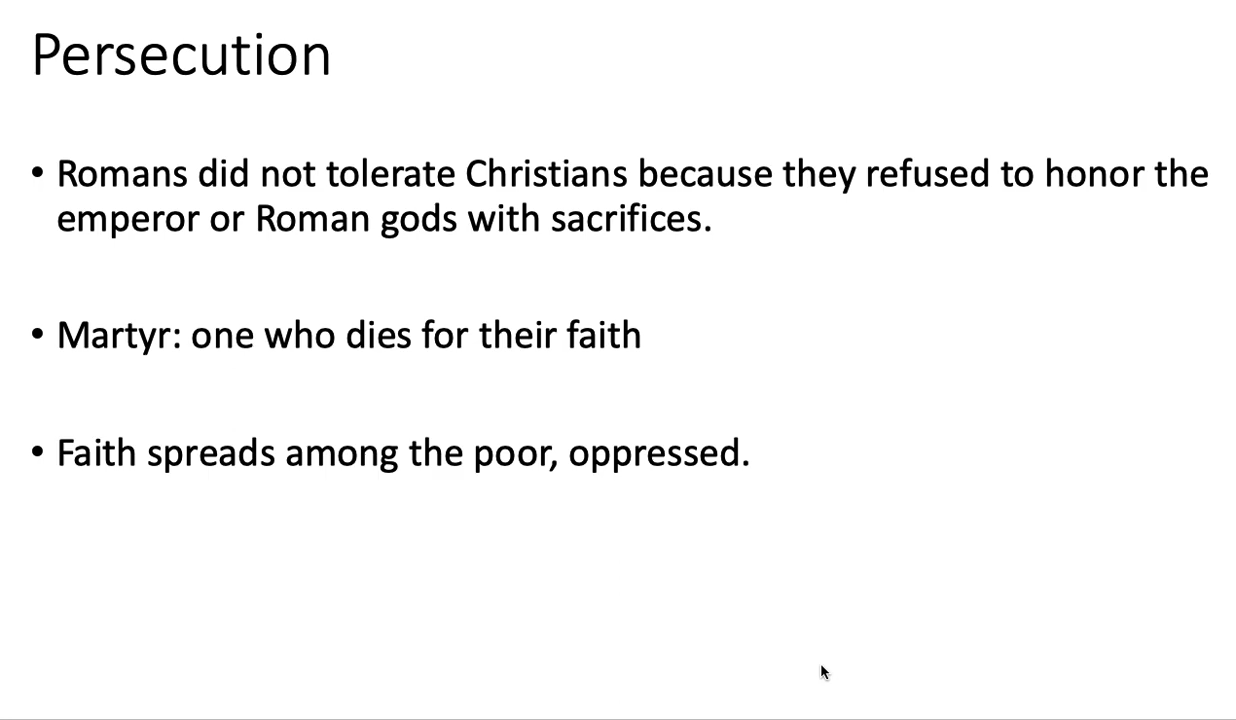 Persecution
• Romans did not tolerate Christians because they refused to honor the
emperor or Roman gods with sacrifices.
• Martyr: one who dies for their faith
• Faith spreads among the poor, oppressed.